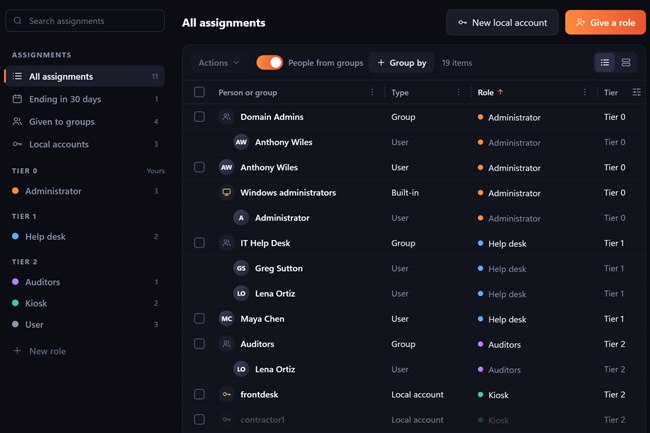 Search assignments
ASSIGNMENTS
All assignments 11
Ending in 30 days 1
Given to groups 4
Local accounts 3
TIER 0 Yours
Administrator 3
TIER 1
Help desk 2
TIER 2
Auditors 1
Kiosk 2
User 3
+ New role
All assignments
New local account
Give a role
Actions
People from groups
+ Group by
19 items
Person or group Type Role ↑ Tier
Domain Admins Group Administrator Tier 0
AW Anthony Wiles User Administrator Tier 0
AW Anthony Wiles User Administrator Tier 0
Windows administrators Built-in Administrator Tier 0
A Administrator User Administrator Tier 0
IT Help Desk Group Help desk Tier 1
GS Greg Sutton User Help desk Tier 1
LO Lena Ortiz User Help desk Tier 1
MC Maya Chen User Help desk Tier 1
Auditors Group Auditors Tier 2
LO Lena Ortiz User Auditors Tier 2
frontdesk Local account Kiosk Tier 2
contractor1 Local account Kiosk Tier 2